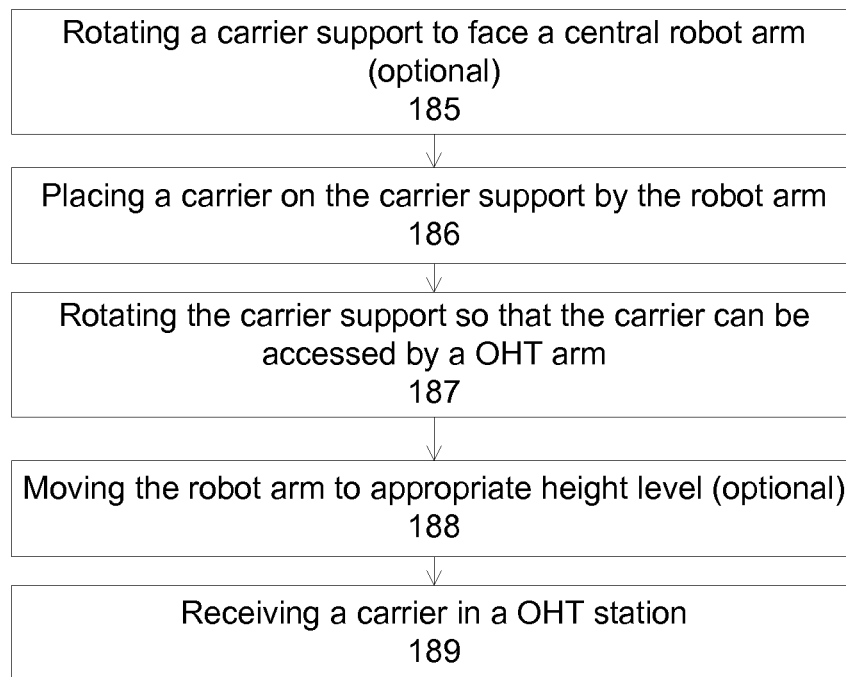 Rotating a carrier support to face a central robot arm
(optional)
185
Placing a carrier on the carrier support by the robot arm
186
Rotating the carrier support so that the carrier can be
accessed by a OHT arm
187
Moving the robot arm to appropriate height level (optional)
188
Receiving a carrier in a OHT station
189